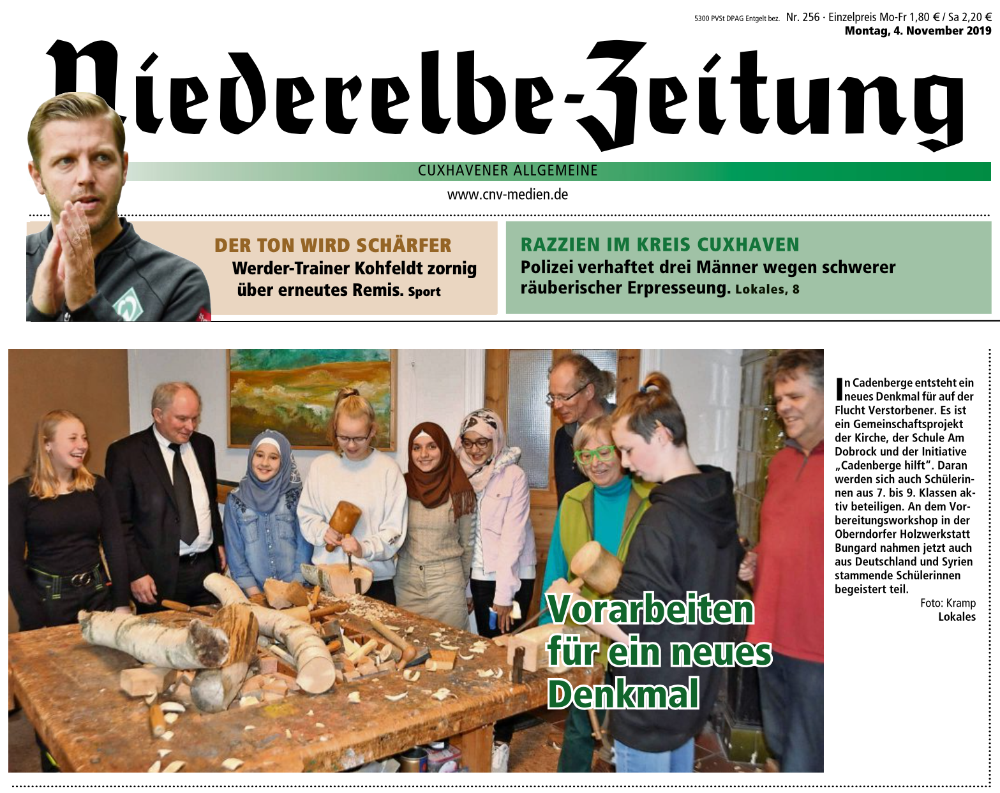 5300 PVSt DPAG Entgelt bez. Nr. 256 · Einzelpreis Mo-Fr 1,80 € / Sa 2,20 €
Montag, 4. November 2019
Niederelbe-Zeitung
CUXHAVENER ALLGEMEINE
www.cnv-medien.de
DER TON WIRD SCHÄRFER
Werder-Trainer Kohfeldt zornig
über erneutes Remis. Sport
RAZZIEN IM KREIS CUXHAVEN
Polizei verhaftet drei Männer wegen schwerer
räuberischer Erpresseung. Lokales, 8
Vorarbeiten
für ein neues
Denkmal
In Cadenberge entsteht ein
neues Denkmal für auf der
Flucht Verstorbener. Es ist
ein Gemeinschaftsprojekt
der Kirche, der Schule Am
Dobrock und der Initiative
„Cadenberge hilft“. Daran
werden sich auch Schülerin-
nen aus 7. bis 9. Klassen ak-
tiv beteiligen. An dem Vor-
bereitungsworkshop in der
Oberndorfer Holzwerkstatt
Bungard nahmen jetzt auch
aus Deutschland und Syrien
stammende Schülerinnen
begeistert teil.
Foto: Kramp
Lokales